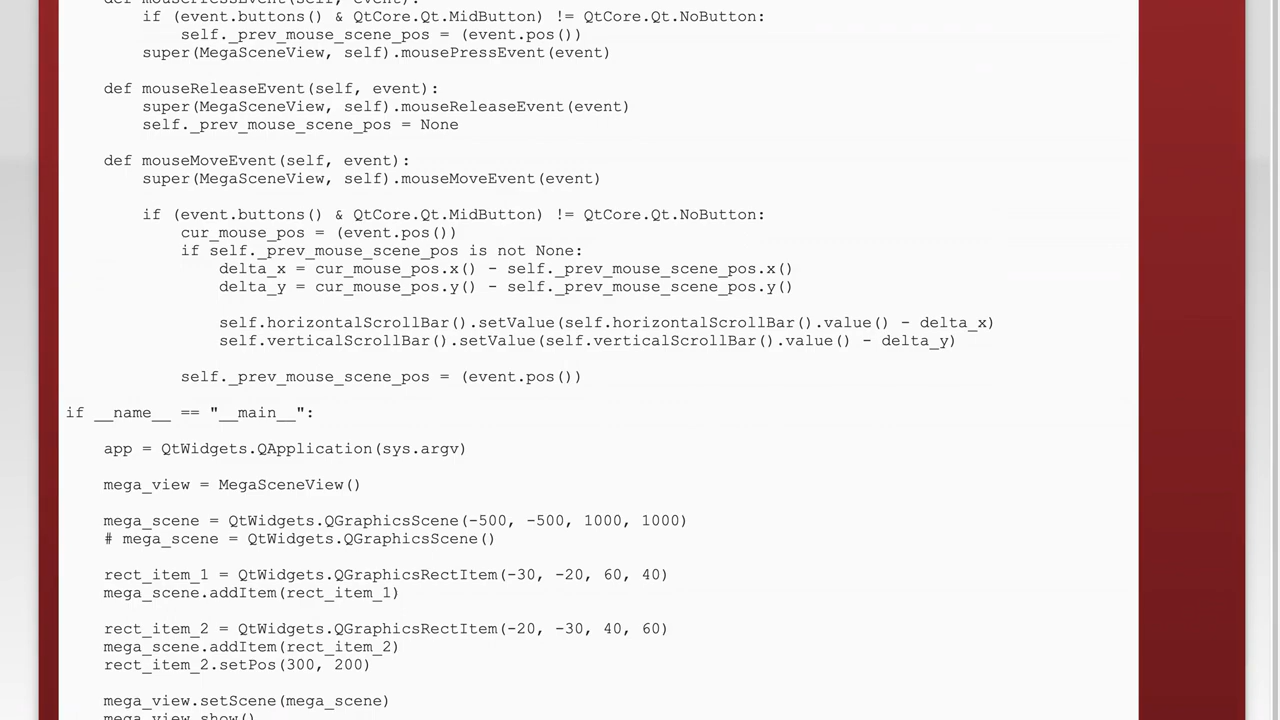 def mousePressEvent(self, event):
if (event.buttons() & QtCore.Qt.MidButton) != QtCore.Qt.NoButton:
self._prev_mouse_scene_pos = (event.pos())
super(MegaSceneView, self).mousePressEvent(event)
def mouseReleaseEvent(self, event):
super(MegaSceneView, self).mouseReleaseEvent(event)
self._prev_mouse_scene_pos = None
def mouseMoveEvent(self, event):
super(MegaSceneView, self).mouseMoveEvent(event)
if (event.buttons() & QtCore.Qt.MidButton) != QtCore.Qt.NoButton:
cur_mouse_pos = (event.pos())
if self._prev_mouse_scene_pos is not None:
delta_x = cur_mouse_pos.x() - self._prev_mouse_scene_pos.x()
delta_y = cur_mouse_pos.y() - self._prev_mouse_scene_pos.y()
self.horizontalScrollBar().setValue(self.horizontalScrollBar().value() - delta_x)
self.verticalScrollBar().setValue(self.verticalScrollBar().value() - delta_y)
self._prev_mouse_scene_pos = (event.pos())
if __name__ == "__main__":
app = QtWidgets.QApplication(sys.argv)
mega_view = MegaSceneView()
mega_scene = QtWidgets.QGraphicsScene(-500, -500, 1000, 1000)
# mega_scene = QtWidgets.QGraphicsScene()
rect_item_1 = QtWidgets.QGraphicsRectItem(-30, -20, 60, 40)
mega_scene.addItem(rect_item_1)
rect_item_2 = QtWidgets.QGraphicsRectItem(-20, -30, 40, 60)
mega_scene.addItem(rect_item_2)
rect_item_2.setPos(300, 200)
mega_view.setScene(mega_scene)
mega_view.show()